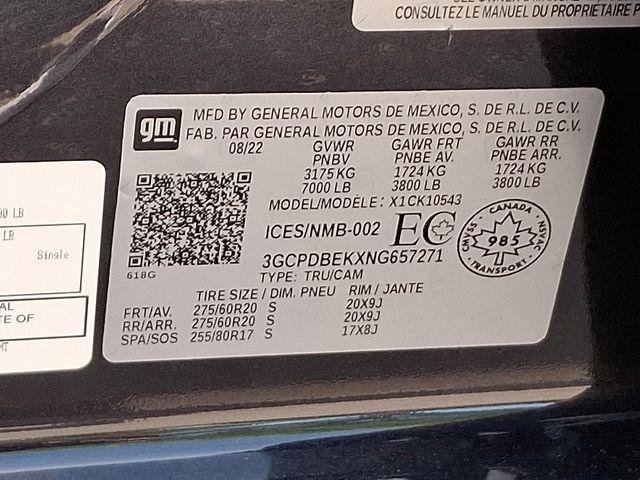 CONSULTEZ LE MANUEL DU PROPRIÉTAIRE P
gm
MFD BY GENERAL MOTORS DE MEXICO, S. DE R.L. DE C.V.
FAB. PAR GENERAL MOTORS DE MEXICO, S. DE R.L. DE C.V.
08/22 GVWR GAWR FRT GAWR RR
PNBV PNBE AV. PNBE ARR.
3175 KG 1724 KG 1724 KG
7000 LB 3800 LB 3800 LB
MODEL/MODÈLE: X1CK10543
ICES/NMB-002 EC
CANADA
CMVSS 985 NSVAC
TRANSPORT
3GCPDBEKXNG657271
618G
TYPE: TRU/CAM
TIRE SIZE / DIM. PNEU RIM / JANTE
FRT/AV. 275/60R20 S 20X9J
RR/ARR. 275/60R20 S 20X9J
SPA/SOS 255/80R17 S 17X8J
LB
LB
Single
AL
TE OF